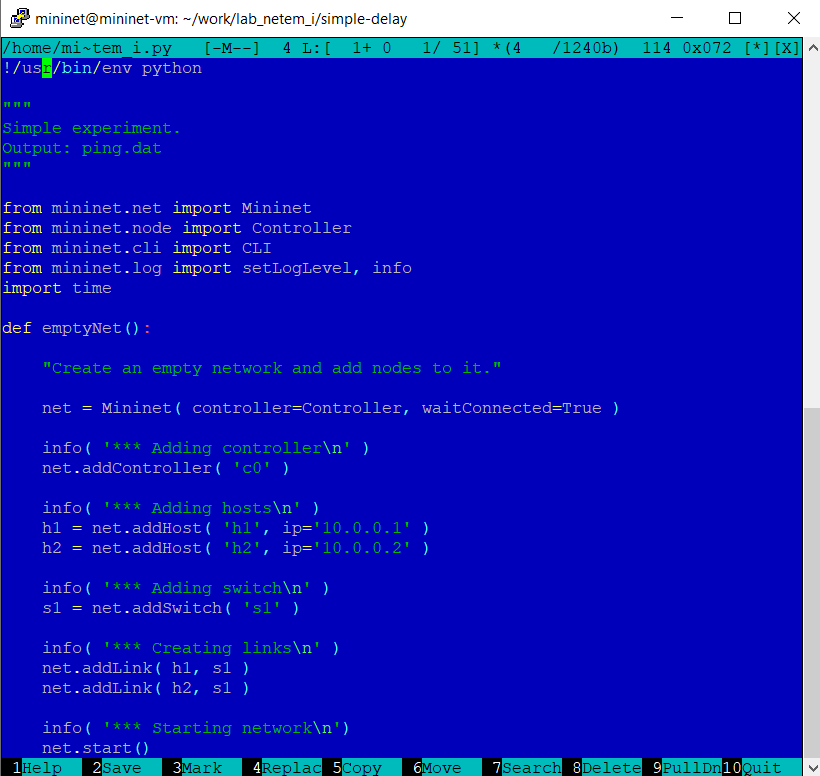 mininet@mininet-vm: ~/work/lab_netem_i/simple-delay
/home/mi~tem_i.py   [-M--]  4 L:[  1+ 0   1/ 51] *(4   /1240b)  114 0x072 [*][X]
!/usr/bin/env python

"""
Simple experiment.
Output: ping.dat
"""

from mininet.net import Mininet
from mininet.node import Controller
from mininet.cli import CLI
from mininet.log import setLogLevel, info
import time

def emptyNet():

    "Create an empty network and add nodes to it."

    net = Mininet( controller=Controller, waitConnected=True )

    info( '*** Adding controller\n' )
    net.addController( 'c0' )

    info( '*** Adding hosts\n' )
    h1 = net.addHost( 'h1', ip='10.0.0.1' )
    h2 = net.addHost( 'h2', ip='10.0.0.2' )

    info( '*** Adding switch\n' )
    s1 = net.addSwitch( 's1' )

    info( '*** Creating links\n' )
    net.addLink( h1, s1 )
    net.addLink( h2, s1 )

    info( '*** Starting network\n')
    net.start()
 1Help   2Save   3Mark   4Replac 5Copy   6Move   7Search 8Delete 9PullDn10Quit